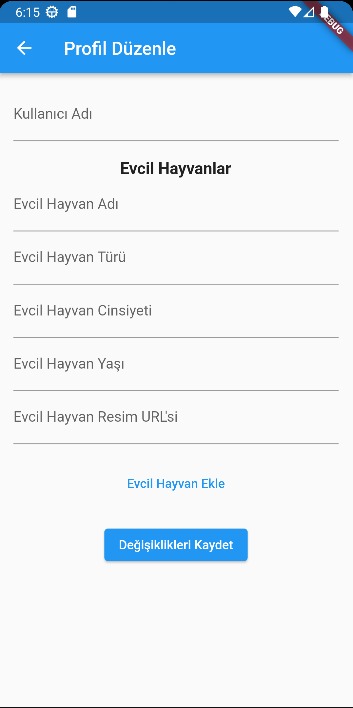 6:15
DEBUG
Profil Düzenle
Kullanıcı Adı
Evcil Hayvanlar
Evcil Hayvan Adı
Evcil Hayvan Türü
Evcil Hayvan Cinsiyeti
Evcil Hayvan Yaşı
Evcil Hayvan Resim URL'si
Evcil Hayvan Ekle
Değişiklikleri Kaydet